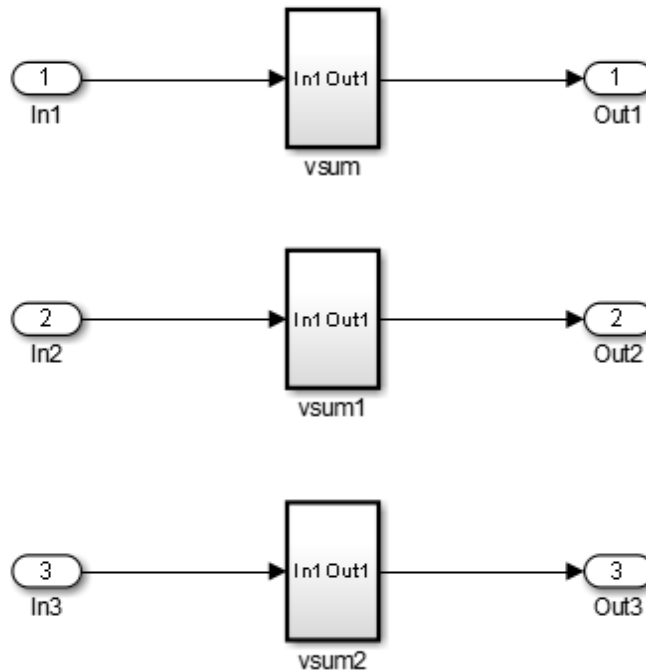 1 In1 Out1 1
In1 Out1
vsum
2 In1 Out1 2
In2 Out2
vsum1
3 In1 Out1 3
In3 Out3
vsum2